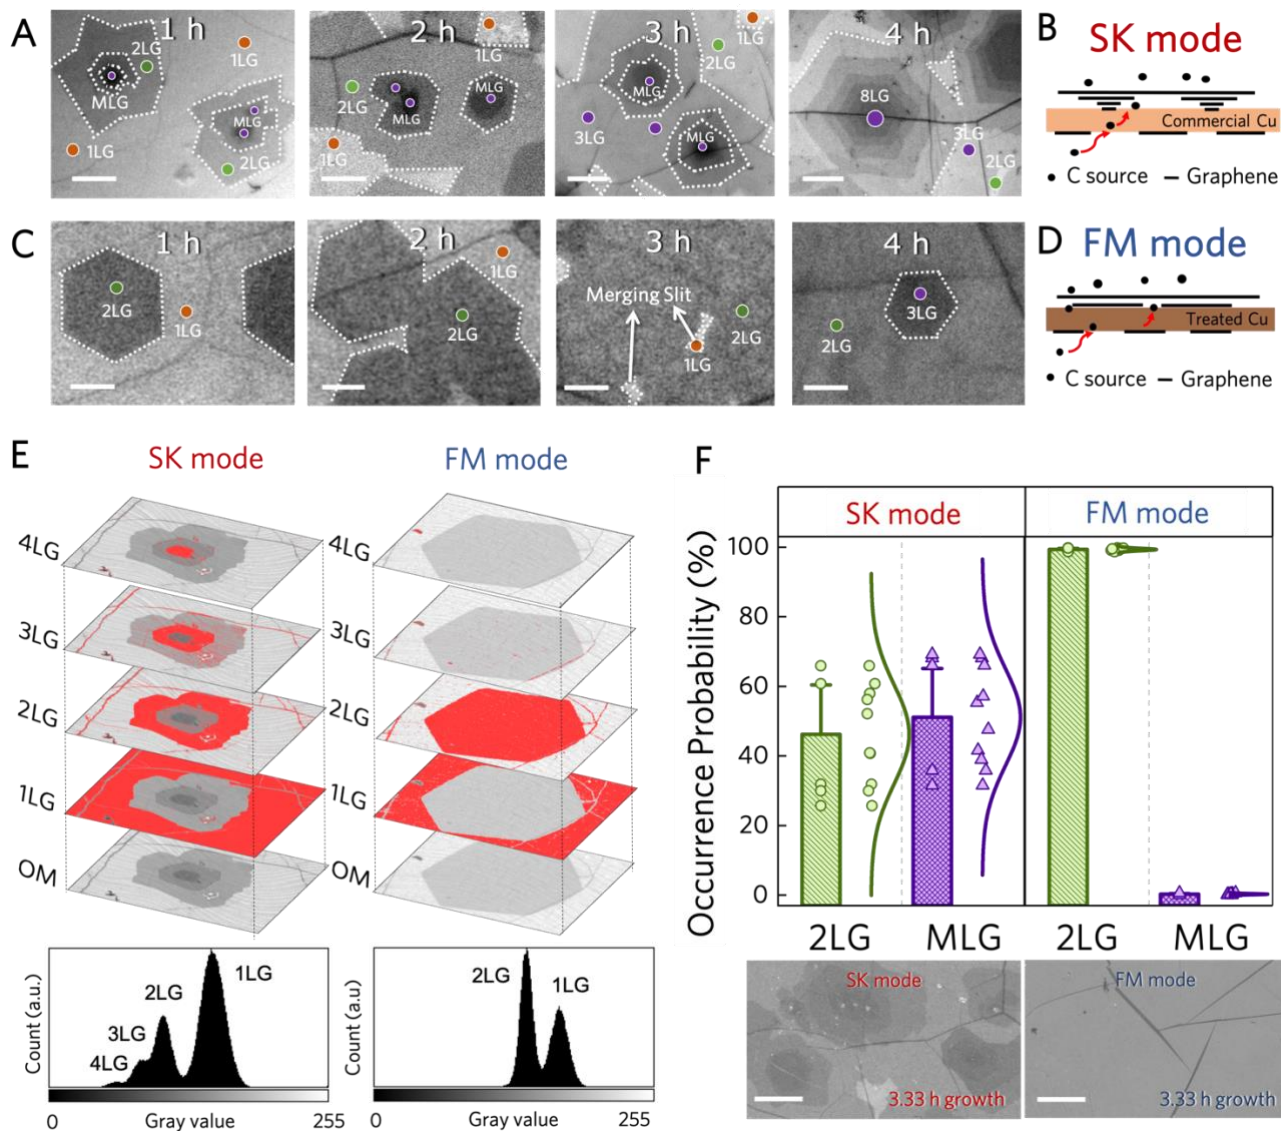 A
1 h
2LG
1LG
MLG
MLG
1LG
2LG
2 h
1LG
2LG
MLG
MLG
1LG
3 h
1LG
2LG
MLG
3LG
MLG
4 h
8LG
3LG
2LG
B
SK mode
Commercial Cu
C source
Graphene
C
1 h
2LG
1LG
2 h
1LG
2LG
3 h
Merging Slit
2LG
1LG
4 h
3LG
2LG
D
FM mode
Treated Cu
C source
Graphene
E
SK mode
FM mode
4LG
3LG
2LG
1LG
OM
4LG
3LG
2LG
1LG
OM
Count (a.u.)
4LG
3LG
2LG
1LG
0
Gray value
255
Count (a.u)
2LG
1LG
0
Gray value
255
F
SK mode
FM mode
Occurrence Probability (%)
100
80
60
40
20
0
2LG
MLG
2LG
MLG
SK mode
3.33 h growth
FM mode
3.33 h growth